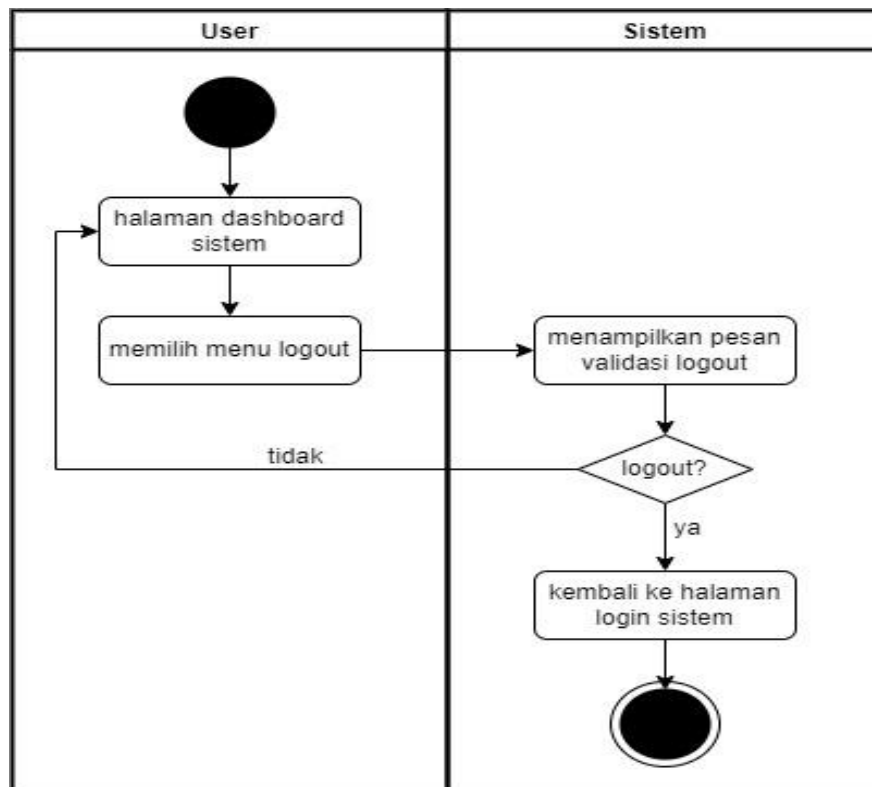 User
Sistem
halaman dashboard
sistem
memilih menu logout
menampilkan pesan
validasi logout
logout?
tidak
ya
kembali ke halaman
login sistem